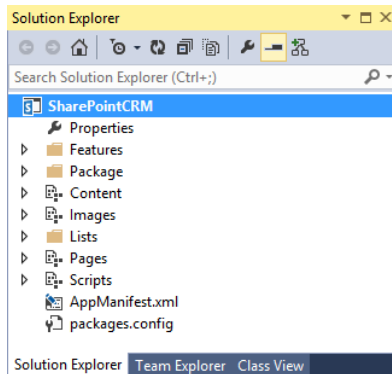 Solution Explorer
Search Solution Explorer (Ctrl+;)
SharePointCRM
Properties
Features
Package
Content
Images
Lists
Pages
Scripts
AppManifest.xml
packages.config
Solution Explorer Team Explorer Class View